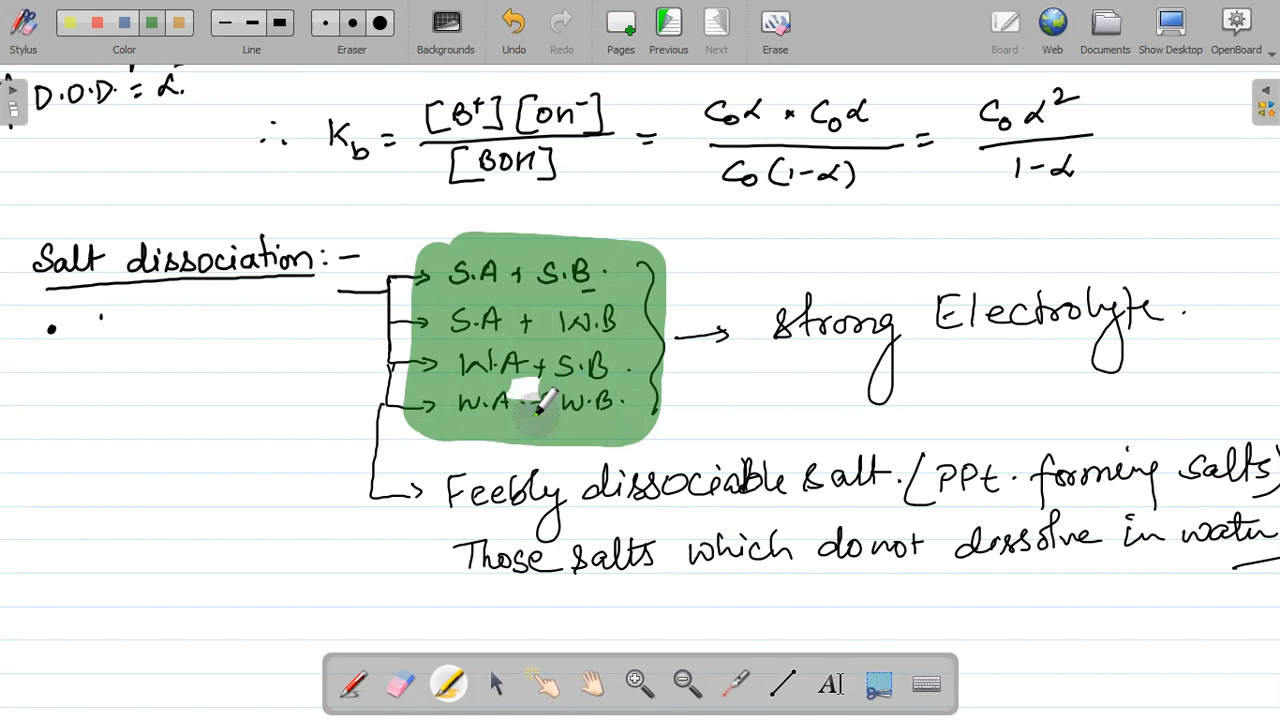 Stylus Color Line Eraser Backgrounds Undo Redo Pages Previous Next Erase Board Web Documents Show Desktop OpenBoard
D.O.D. = α.
∴ K_b = [B⁺][OH⁻] / [BOH] = C₀α × C₀α / C₀(1-α) = C₀α² / 1-α
Salt dissociation:-
S.A + S.B.
S.A + W.B
W.A + S.B.
W.A + W.B.
→ strong Electrolyte.
Feebly dissociable salt. (PPt. forming salts)
Those salts which do not dissolve in water